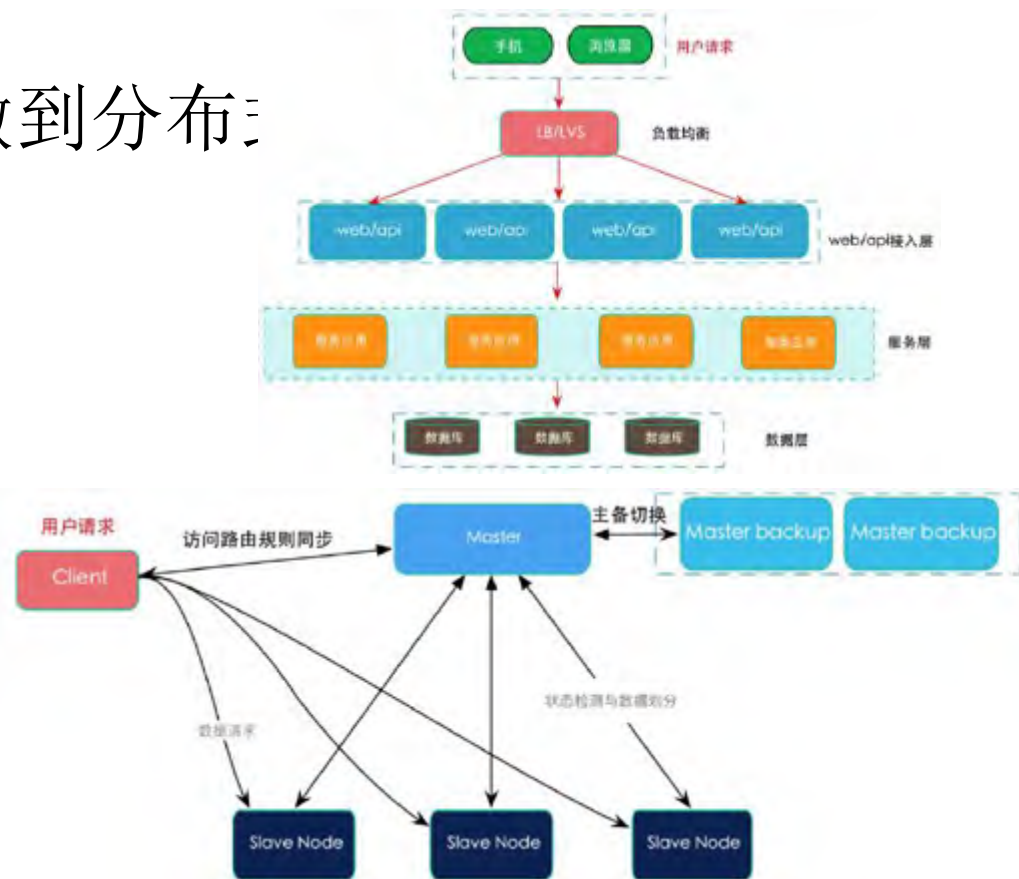 做到分布式
手机 浏览器 用户请求
LB/LVS 负载均衡
web/api web/api web/api web/api web/api接入层
服务层
数据库 数据库 数据库 数据层
用户请求
访问路由规则同步
主备切换
Client
Master
Master backup Master backup
状态检测与数据划分
数据请求
Slave Node Slave Node Slave Node